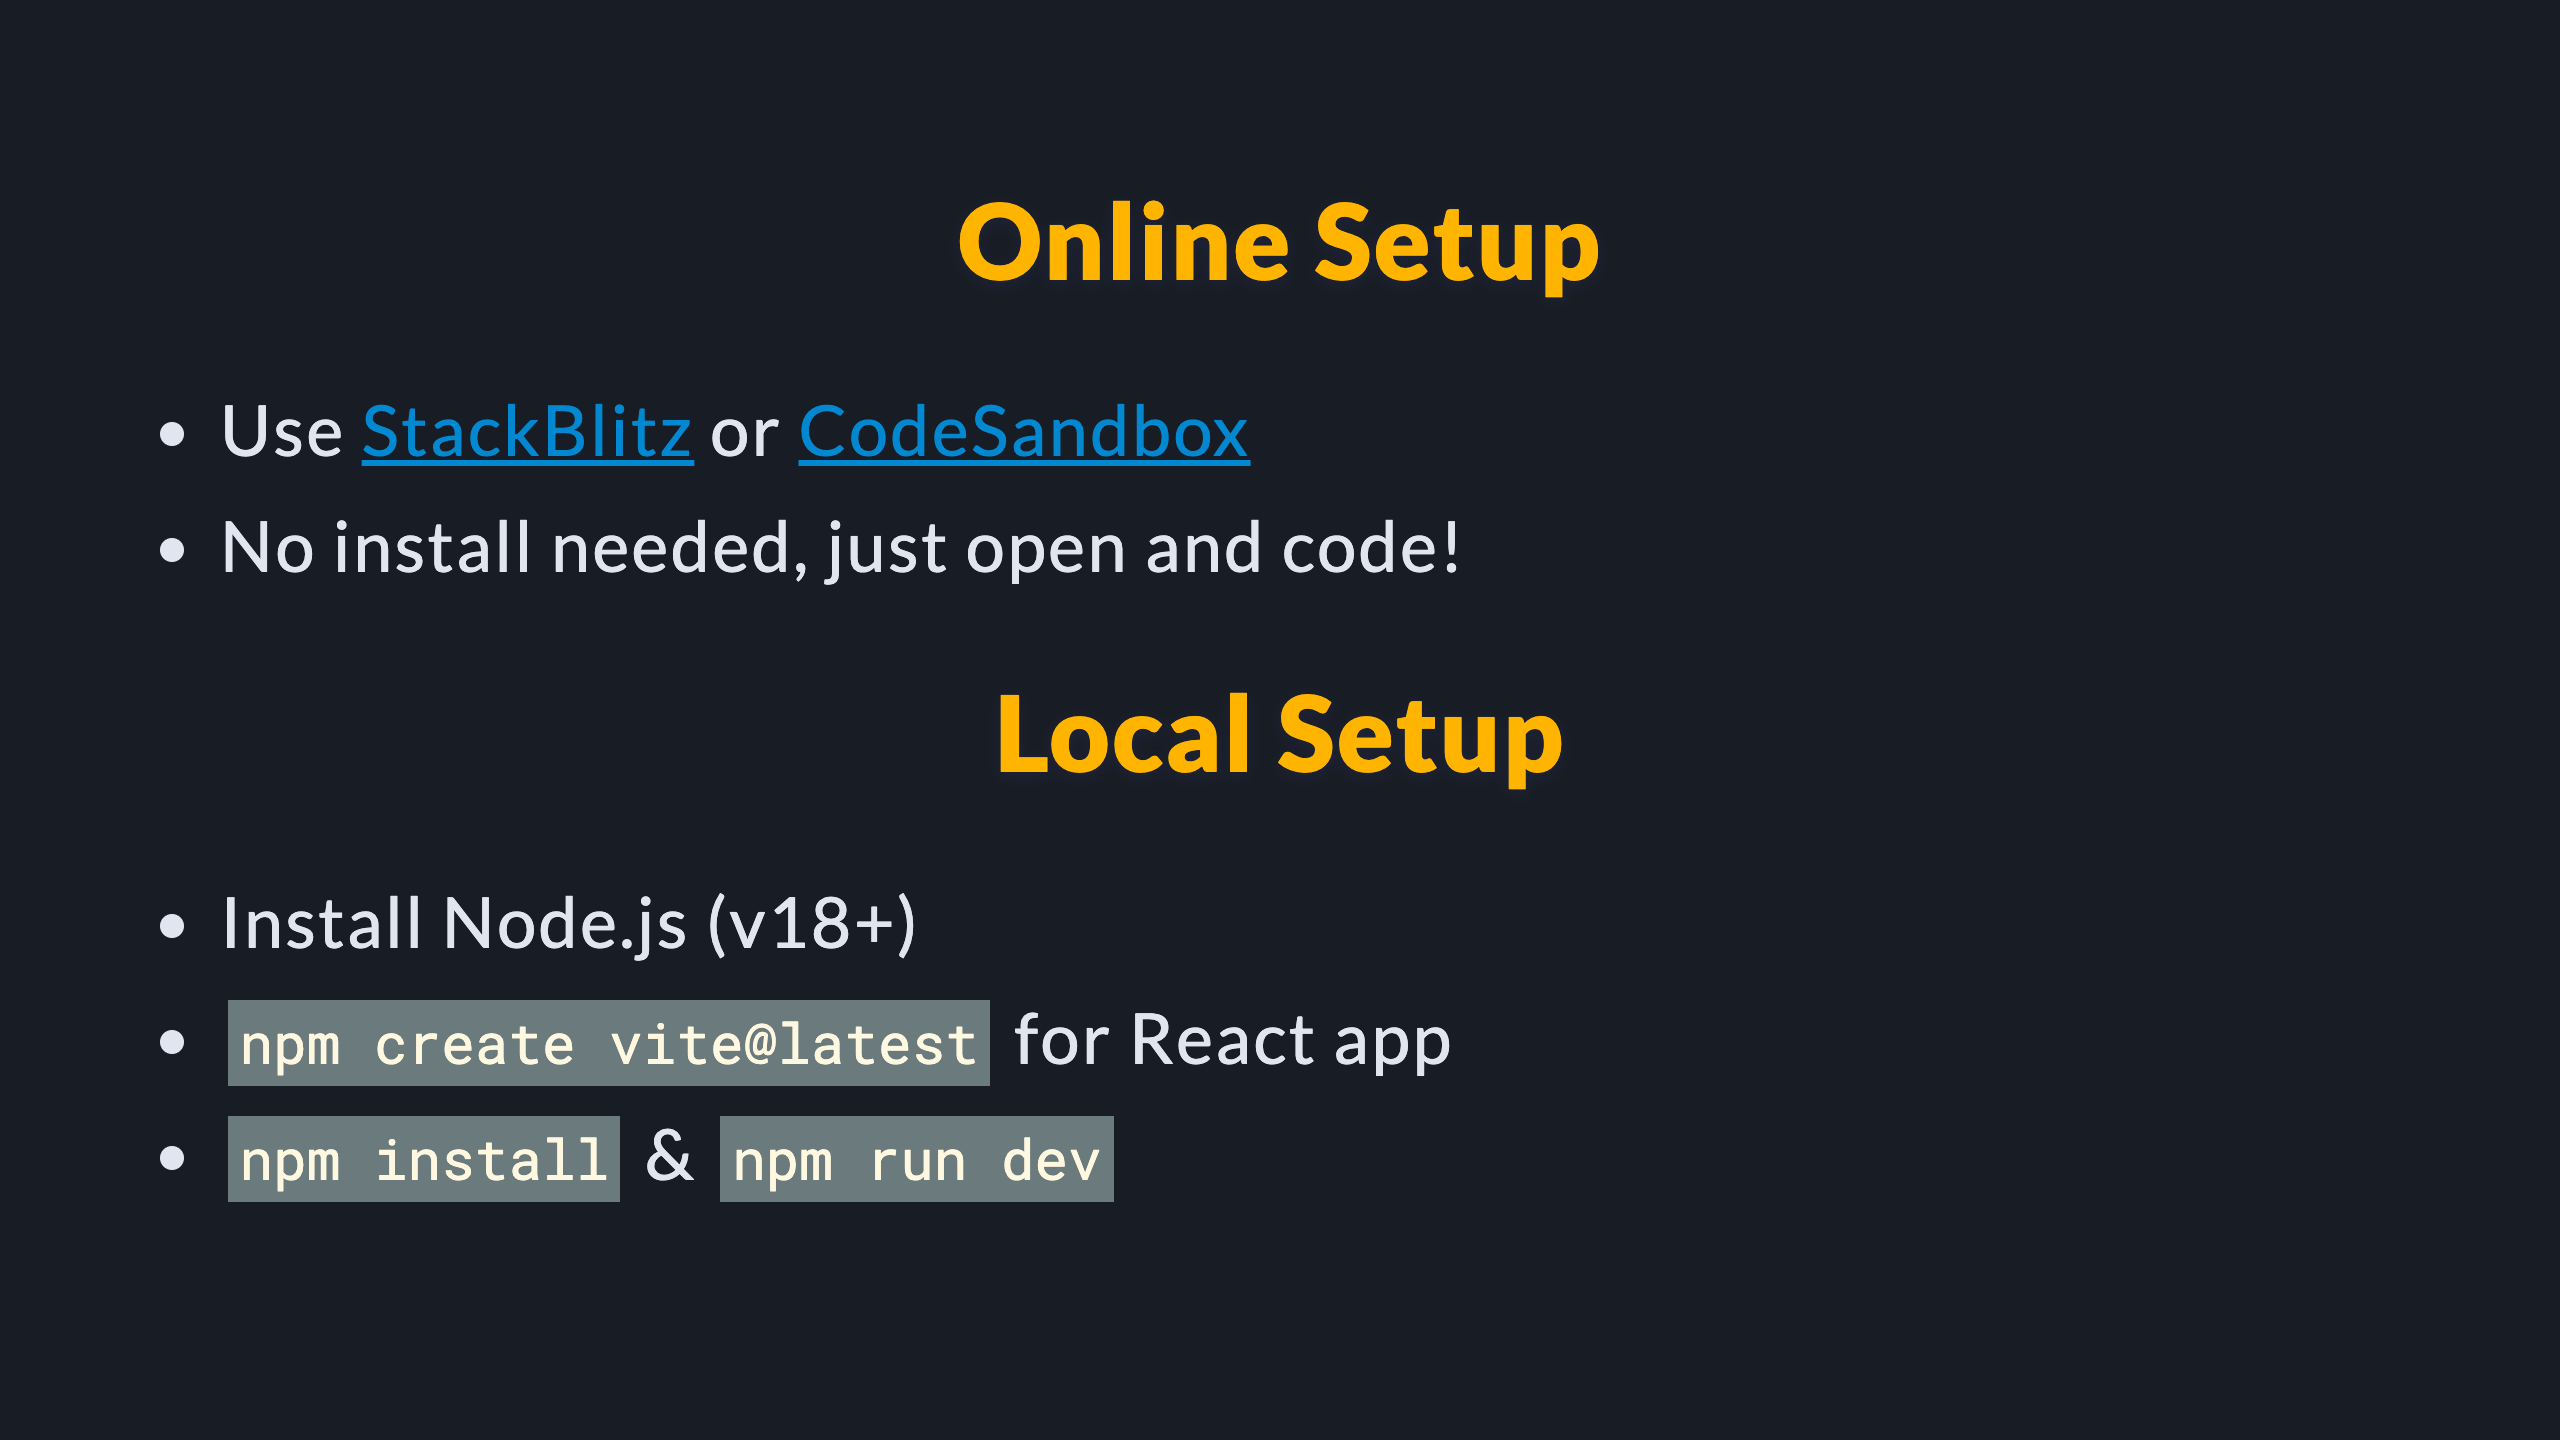 Online Setup
Use StackBlitz or CodeSandbox
No install needed, just open and code!
Local Setup
Install Node.js (v18+)
npm create vite@latest for React app
npm install & npm run dev